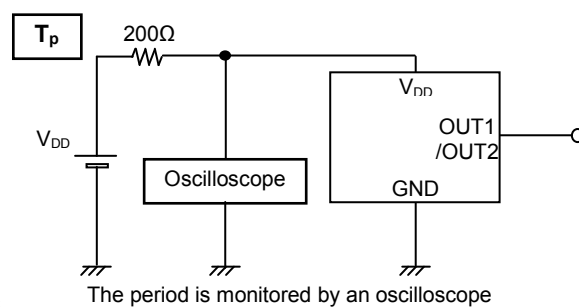 Tp
200Ω
VDD
Oscilloscope
VDD
OUT1
/OUT2
GND
The period is monitored by an oscilloscope